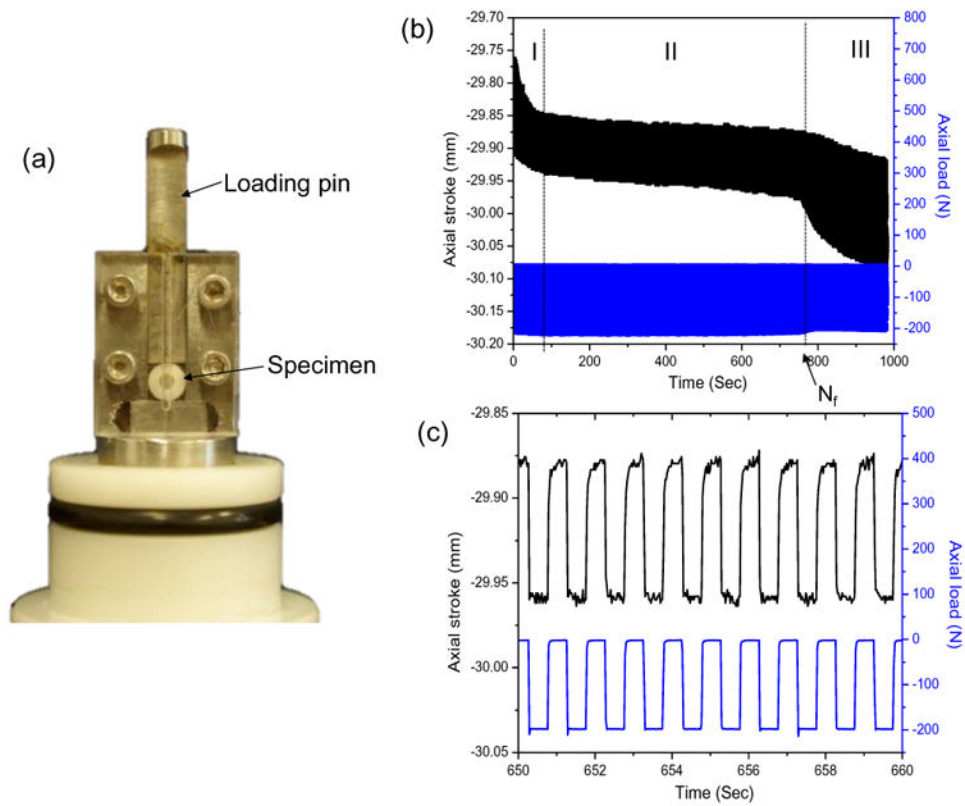 (a)
Loading pin
Specimen
(b)
I
II
III
-29.70
-29.75
-29.80
-29.85
-29.90
-29.95
-30.00
-30.05
-30.10
-30.15
-30.20
Axial stroke (mm)
800
700
600
500
400
300
200
100
0
-100
-200
Axial load (N)
0 200 400 600 800 1000
Time (Sec)
Nf
(c)
-29.85
-29.90
-29.95
-30.00
-30.05
Axial stroke (mm)
500
400
300
200
100
0
-100
-200
Axial load (N)
650 652 654 656 658 660
Time (Sec)